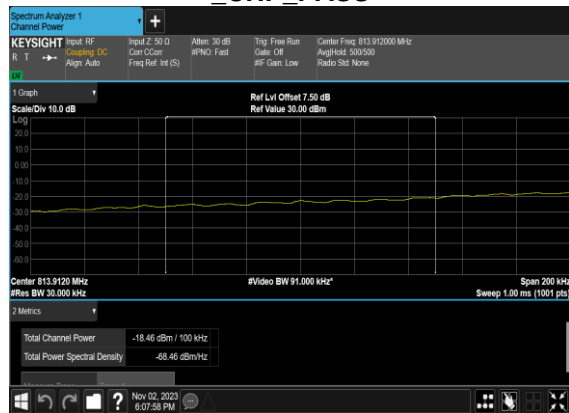 Spectrum Analyzer 1
Channel Power
+
KEYSIGHT
R T
LW
Input: RF
Coupling: DC
Align: Auto
Input Z: 50 Ω
Corr CCorr
Freq Ref: Int (S)
Atten: 30 dB
#PNO: Fast
Trig: Free Run
Gate: Off
#IF Gain: Low
Center Freq: 813.912000 MHz
Avg|Hold: 500/500
Radio Std: None
1 Graph
Scale/Div 10.0 dB
Ref Lvl Offset 7.50 dB
Ref Value 30.00 dBm
Log
20.0
10.0
0.00
-10.0
-20.0
-30.0
-40.0
-50.0
-60.0
Center 813.9120 MHz
#Res BW 30.000 kHz
#Video BW 91.000 kHz*
Span 200 kHz
Sweep 1.00 ms (1001 pts)
2 Metrics
Total Channel Power -18.46 dBm / 100 kHz
Total Power Spectral Density -68.46 dBm/Hz
?
Nov 02, 2023
6:07:58 PM